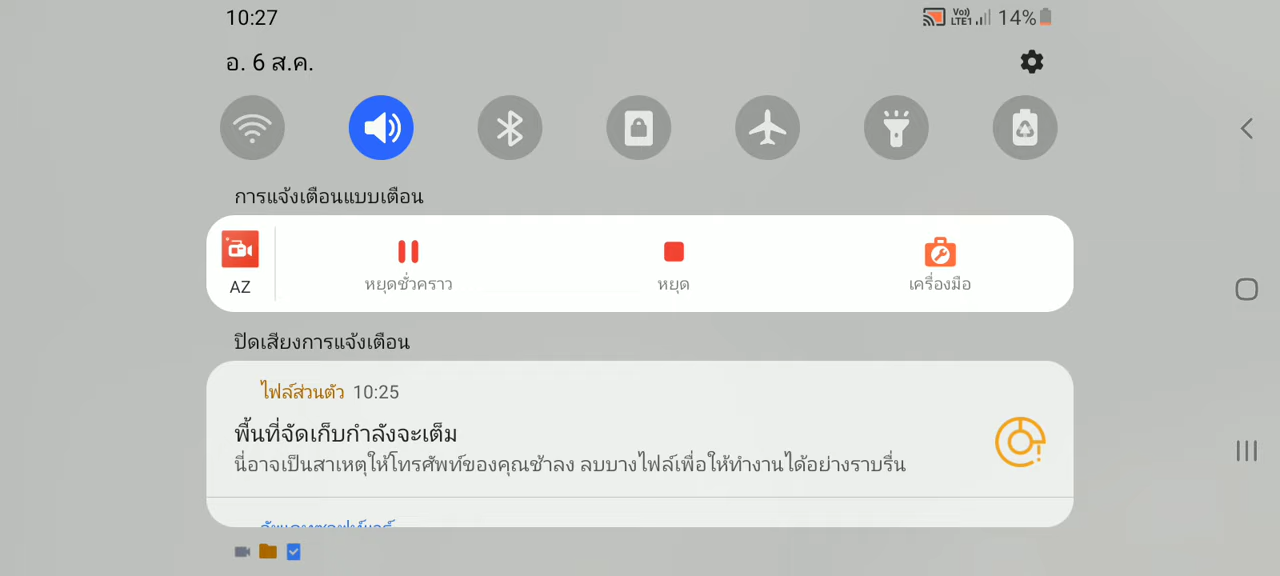 10:27
Vo)) LTE1 14%
อ. 6 ส.ค.
การแจ้งเตือนแบบเตือน
AZ
หยุดชั่วคราว
หยุด
เครื่องมือ
ปิดเสียงการแจ้งเตือน
ไฟล์ส่วนตัว 10:25
พื้นที่จัดเก็บกำลังจะเต็ม
นี่อาจเป็นสาเหตุให้โทรศัพท์ของคุณช้าลง ลบบางไฟล์เพื่อให้ทำงานได้อย่างราบรื่น